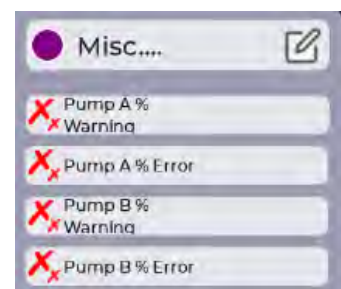 Misc....
Pump A %
Warning
Pump A % Error
Pump B %
Warning
Pump B % Error